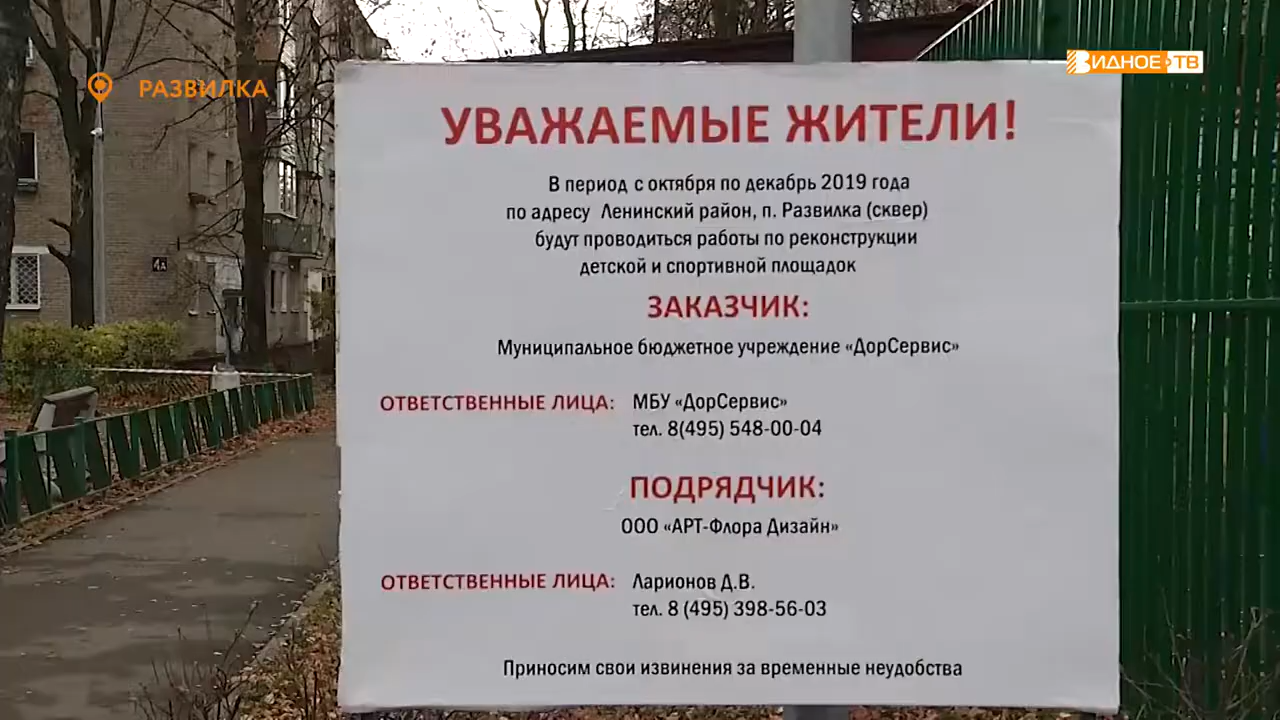 РАЗВИЛКА
ВИДНОЕ-ТВ
УВАЖАЕМЫЕ ЖИТЕЛИ!
В период с октября по декабрь 2019 года
по адресу Ленинский район, п. Развилка (сквер)
будут проводиться работы по реконструкции
детской и спортивной площадок
ЗАКАЗЧИК:
Муниципальное бюджетное учреждение «ДорСервис»
ОТВЕТСТВЕННЫЕ ЛИЦА: МБУ «ДорСервис»
тел. 8(495) 548-00-04
ПОДРЯДЧИК:
ООО «АРТ-Флора Дизайн»
ОТВЕТСТВЕННЫЕ ЛИЦА: Ларионов Д.В.
тел. 8 (495) 398-56-03
Приносим свои извинения за временные неудобства
4А